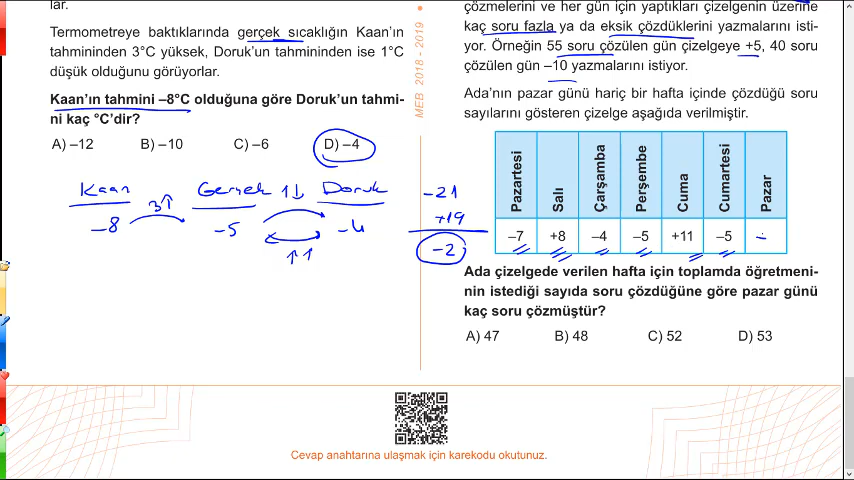 lar.
Termometreye baktıklarında gerçek sıcaklığın Kaan’ın
tahmininden 3°C yüksek, Doruk’un tahmininden ise 1°C
düşük olduğunu görüyorlar.
Kaan’ın tahmini –8°C olduğuna göre Doruk’un tahmi-
ni kaç °C’dir?
A) –12 B) –10 C) –6 D) –4
Kaan 3↑ Gerçek 1↓ Doruk
–8 –5 –4
↑1
–21
+19
–2
MEB 2018 - 2019
çözmelerini ve her gün için yaptıkları çizelgenin üzerine
kaç soru fazla ya da eksik çözdüklerini yazmalarını isti-
yor. Örneğin 55 soru çözülen gün çizelgeye +5, 40 soru
çözülen gün –10 yazmalarını istiyor.
Ada’nın pazar günü hariç bir hafta içinde çözdüğü soru
sayılarını gösteren çizelge aşağıda verilmiştir.
Pazartesi Salı Çarşamba Perşembe Cuma Cumartesi Pazar
–7 +8 –4 –5 +11 –5
Ada çizelgede verilen hafta için toplamda öğretmeni-
nin istediği sayıda soru çözdüğüne göre pazar günü
kaç soru çözmüştür?
A) 47 B) 48 C) 52 D) 53
Cevap anahtarına ulaşmak için karekodu okutunuz.